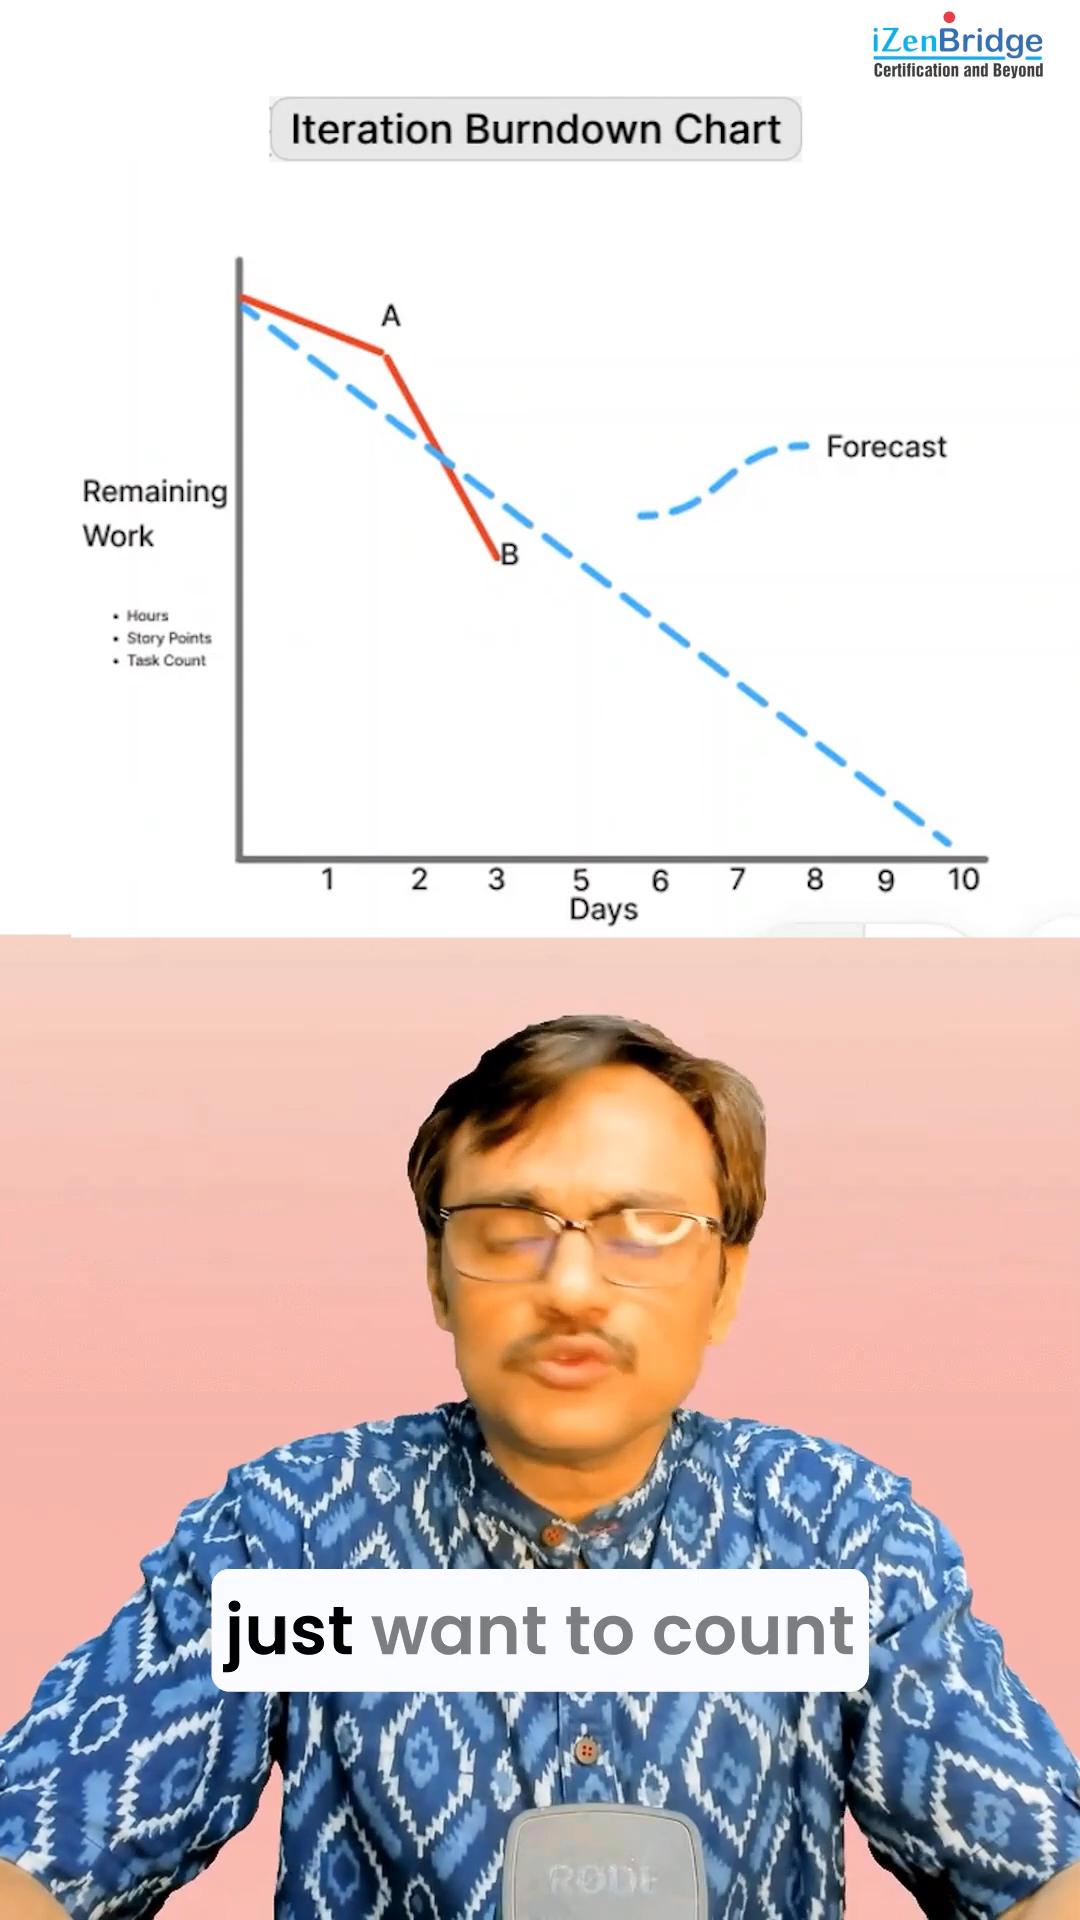 iZenBridge
Certification and Beyond
Iteration Burndown Chart
A
Forecast
Remaining
Work
B
• Hours
• Story Points
• Task Count
1 2 3 5 6 7 8 9 10
Days
just want to count
RØDE